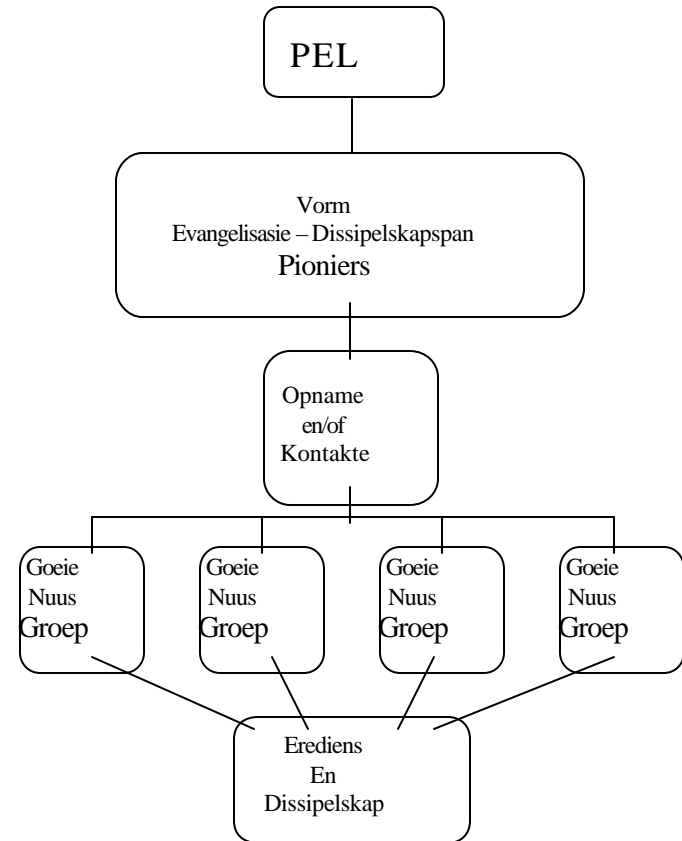 PEL
Vorm
Evangelisasie – Dissipelskapspan
Pioniers
Opname
en/of
Kontakte
Goeie
Nuus
Groep
Goeie
Nuus
Groep
Goeie
Nuus
Groep
Goeie
Nuus
Groep
Erediens
En
Dissipelskap